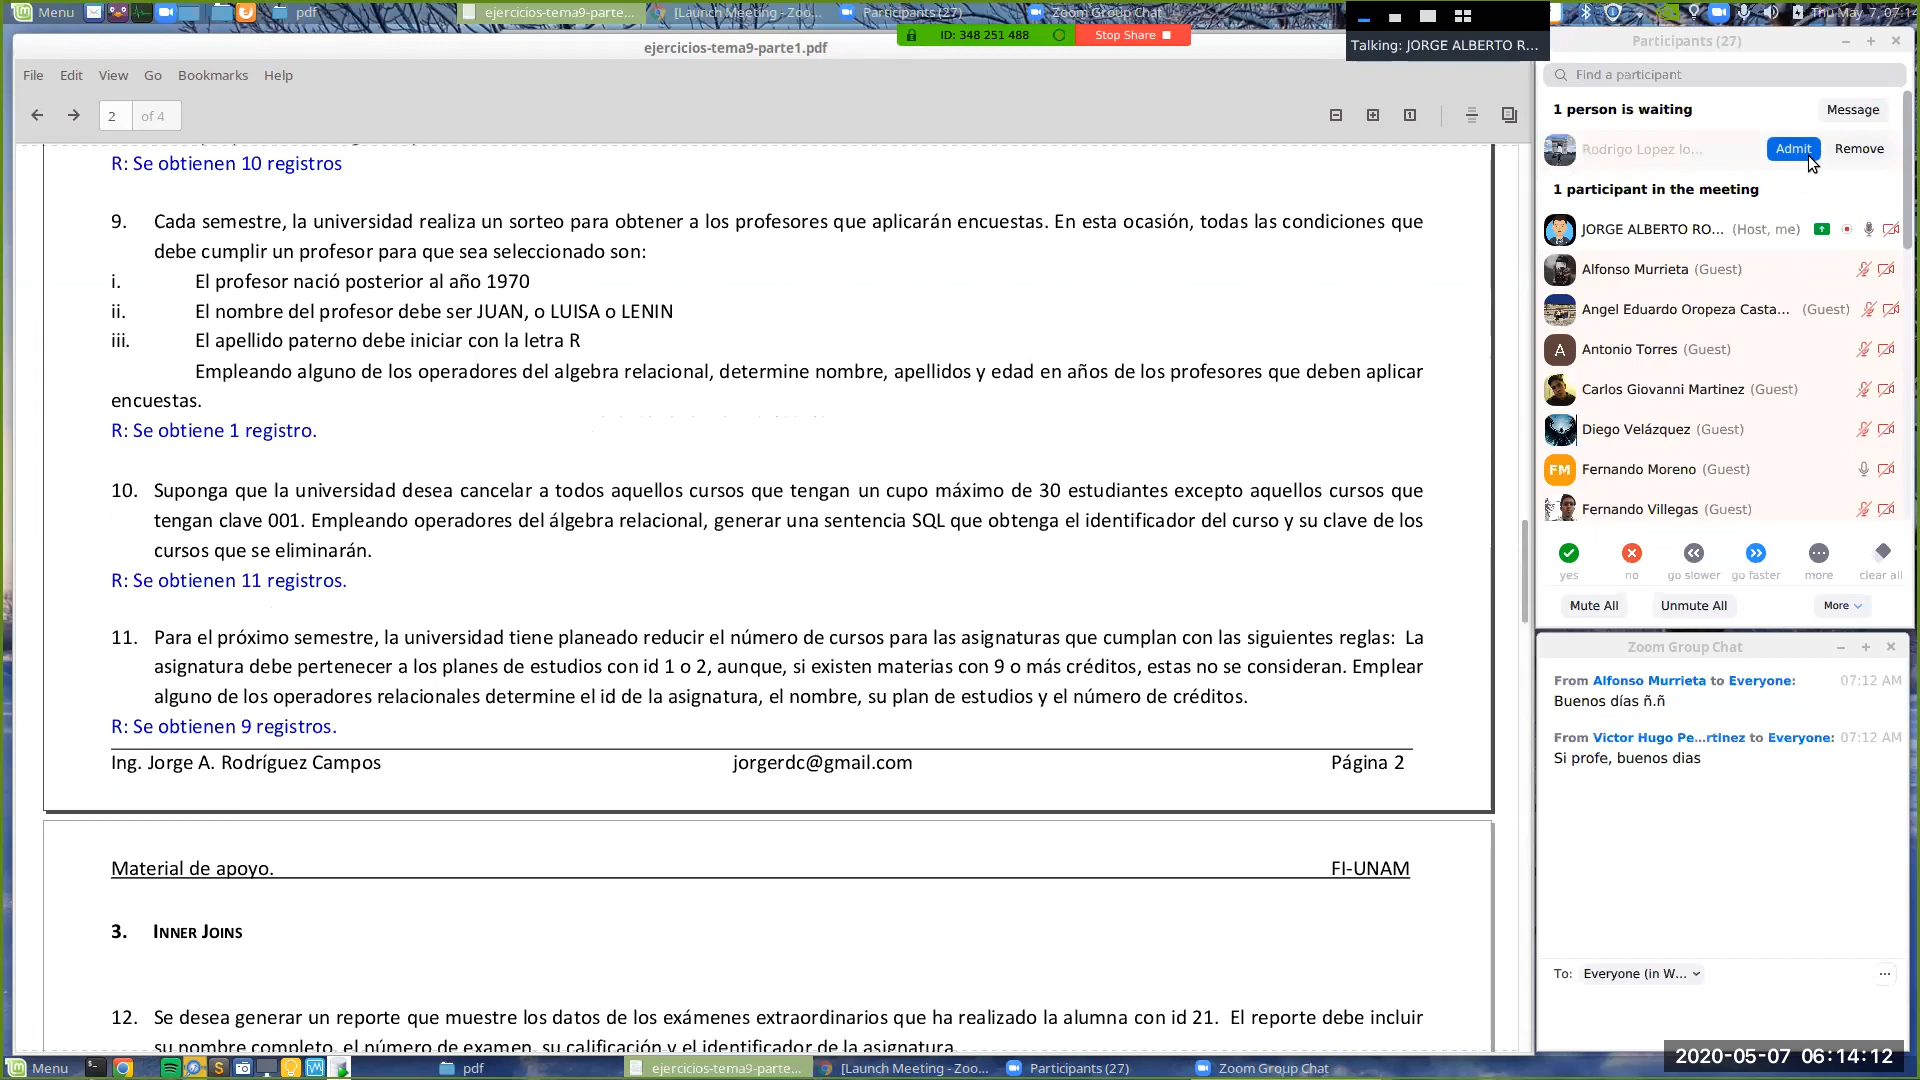 Menu
pdf
ejercicios-tema9-parte...
[Launch Meeting - Zoo...
Participants (27)
Zoom Group Chat
Thu May 7, 07:14
ejercicios-tema9-parte1.pdf
ID: 348 251 488
Stop Share
Talking: JORGE ALBERTO R...
File Edit View Go Bookmarks Help
2 of 4
R: Se obtienen 10 registros
9. Cada semestre, la universidad realiza un sorteo para obtener a los profesores que aplicarán encuestas. En esta ocasión, todas las condiciones que
debe cumplir un profesor para que sea seleccionado son:
i. El profesor nació posterior al año 1970
ii. El nombre del profesor debe ser JUAN, o LUISA o LENIN
iii. El apellido paterno debe iniciar con la letra R
Empleando alguno de los operadores del algebra relacional, determine nombre, apellidos y edad en años de los profesores que deben aplicar
encuestas.
R: Se obtiene 1 registro.
10. Suponga que la universidad desea cancelar a todos aquellos cursos que tengan un cupo máximo de 30 estudiantes excepto aquellos cursos que
tengan clave 001. Empleando operadores del álgebra relacional, generar una sentencia SQL que obtenga el identificador del curso y su clave de los
cursos que se eliminarán.
R: Se obtienen 11 registros.
11. Para el próximo semestre, la universidad tiene planeado reducir el número de cursos para las asignaturas que cumplan con las siguientes reglas: La
asignatura debe pertenecer a los planes de estudios con id 1 o 2, aunque, si existen materias con 9 o más créditos, estas no se consideran. Emplear
alguno de los operadores relacionales determine el id de la asignatura, el nombre, su plan de estudios y el número de créditos.
R: Se obtienen 9 registros.
Ing. Jorge A. Rodríguez Campos jorgerdc@gmail.com Página 2
Material de apoyo. FI-UNAM
3. INNER JOINS
12. Se desea generar un reporte que muestre los datos de los exámenes extraordinarios que ha realizado la alumna con id 21. El reporte debe incluir
su nombre completo, el número de examen, su calificación y el identificador de la asignatura.
Participants (27)
Find a participant
1 person is waiting
Message
Rodrigo Lopez lo...
Admit
Remove
1 participant in the meeting
JORGE ALBERTO RO... (Host, me)
Alfonso Murrieta (Guest)
Angel Eduardo Oropeza Casta... (Guest)
A
Antonio Torres (Guest)
Carlos Giovanni Martinez (Guest)
Diego Velázquez (Guest)
FM
Fernando Moreno (Guest)
Fernando Villegas (Guest)
yes
no
go slower
go faster
more
clear all
Mute All
Unmute All
More
Zoom Group Chat
From Alfonso Murrieta to Everyone: 07:12 AM
Buenos días ñ.ñ
From Victor Hugo Pe...rtinez to Everyone: 07:12 AM
Si profe, buenos dias
To: Everyone (in W...
2020-05-07 06:14:12
Menu
pdf
ejercicios-tema9-parte...
[Launch Meeting - Zoo...
Participants (27)
Zoom Group Chat